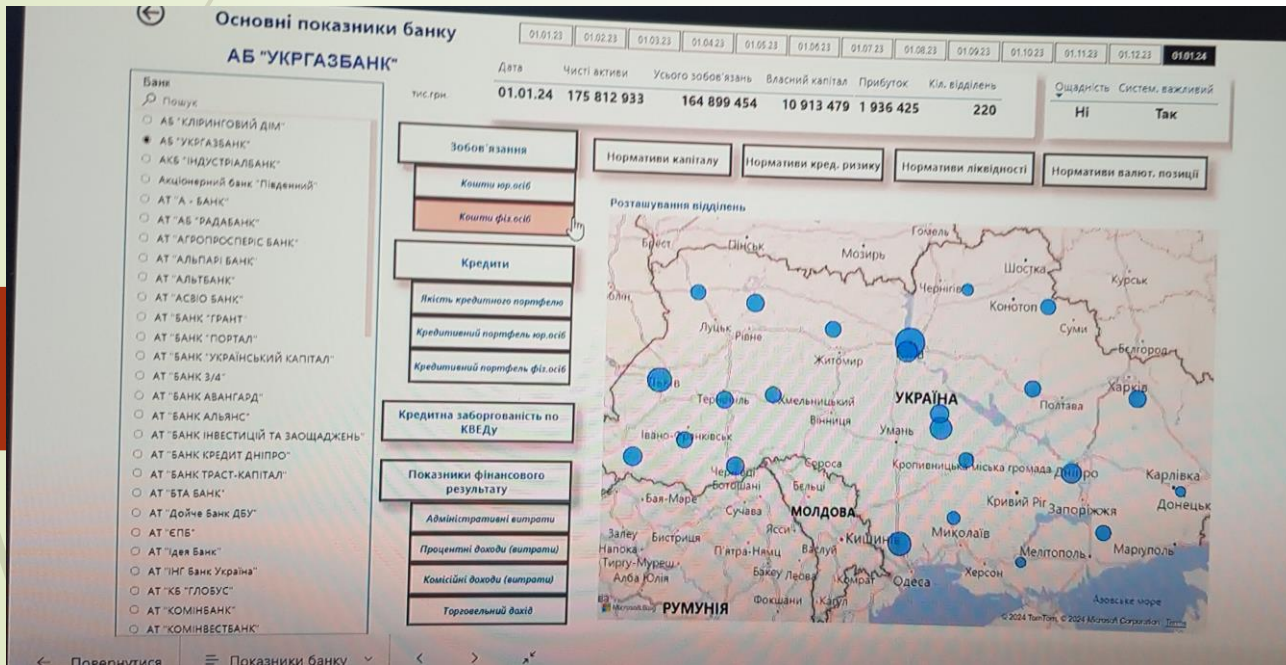 Основні показники банку
АБ "УКРГАЗБАНК"
01.01.23 01.02.23 01.03.23 01.04.23 01.05.23 01.06.23 01.07.23 01.08.23 01.09.23 01.10.23 01.11.23 01.12.23 01.01.24
Дата Чисті активи Усього зобов'язань Власний капітал Прибуток Кіл. відділень
тис.грн. 01.01.24 175 812 933 164 899 454 10 913 479 1 936 425 220
Ощадність Систем. важливий
Ні Так
Банк
Пошук
АБ "КЛІРИНГОВИЙ ДІМ"
АБ "УКРГАЗБАНК"
АКБ "ІНДУСТРІАЛБАНК"
Акціонерний банк "Південний"
АТ "А - БАНК"
АТ "АБ "РАДАБАНК"
АТ "АГРОПРОСПЕРІС БАНК"
АТ "АЛЬПАРІ БАНК"
АТ "АЛЬТБАНК"
АТ "АСВІО БАНК"
АТ "БАНК "ГРАНТ"
АТ "БАНК "ПОРТАЛ"
АТ "БАНК "УКРАЇНСЬКИЙ КАПІТАЛ"
АТ "БАНК 3/4"
АТ "БАНК АВАНГАРД"
АТ "БАНК АЛЬЯНС"
АТ "БАНК ІНВЕСТИЦІЙ ТА ЗАОЩАДЖЕНЬ"
АТ "БАНК КРЕДИТ ДНІПРО"
АТ "БАНК ТРАСТ-КАПІТАЛ"
АТ "БТА БАНК"
АТ "Дойче Банк ДБУ"
АТ "ЄПБ"
АТ "Ідея Банк"
АТ "ІНГ Банк Україна"
АТ "КБ "ГЛОБУС"
АТ "КОМІНБАНК"
АТ "КОМІНВЕСТБАНК"
Зобов'язання
Кошти юр.осіб
Кошти фіз.осіб
Кредити
Якість кредитного портфелю
Кредитивний портфель юр.осіб
Кредитивний портфель фіз.осіб
Кредитна заборгованість по
КВЕДу
Показники фінансового
результату
Адміністративні витрати
Процентні доходи (витрати)
Комісійні доходи (витрати)
Торговельний дохід
Нормативи капіталу
Нормативи кред. ризику
Нормативи ліквідності
Нормативи валют. позиції
Розташування відділень
Гомель
Брест Пінськ
Мозирь
Шостка
Курськ
Чернігів
Конотоп
Суми
Луцьк
Рівне
Бєлгород
Житомир
Харків
Тернопіль Хмельницький УКРАЇНА
Полтава
Вінниця
Умань
Івано-Франківськ
Чернівці Сорока Кропивницька міська громада Дніпро Карлівка
Ботошані Бельці
Бая-Маре
Кривий Ріг Донецьк
Сучава МОЛДОВА Запоріжжя
Залеу Бистриця Ясси
Кишинів Миколаїв
Напока П'ятра-Нямц Васлуй
Мелітополь Маріуполь
Тиргу-Муреш
Алба Юлія Бакеу Леова Комрат Одеса Херсон
Фокшани Кагул
Азовське море
Microsoft Bing РУМУНІЯ
© 2024 TomTom, © 2024 Microsoft Corporation Terms
Повернутися Показники банку